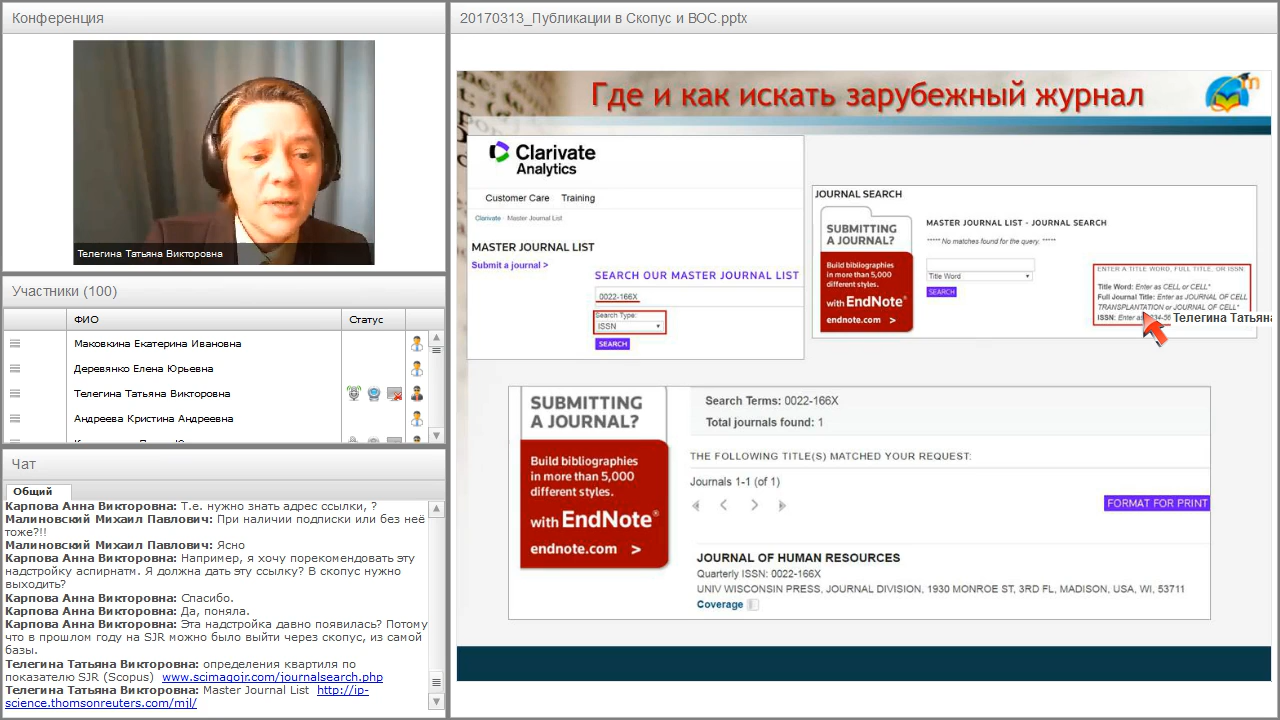 Конференция
Телегина Татьяна Викторовна
Участники (100)
ФИО
Статус
Маковкина Екатерина Ивановна
Деревянко Елена Юрьевна
Телегина Татьяна Викторовна
Андреева Кристина Андреевна
Чат
Общий
Карпова Анна Викторовна: Т.е. нужно знать адрес ссылки, ?
Малиновский Михаил Павлович: При наличии подписки или без неё
тоже?!!
Малиновский Михаил Павлович: Ясно
Карпова Анна Викторовна: Например, я хочу порекомендовать эту
надстройку аспирнатм. Я должна дать эту ссылку? В скопус нужно
выходить?
Карпова Анна Викторовна: Спасибо.
Карпова Анна Викторовна: Да, поняла.
Карпова Анна Викторовна: Эта надстройка давно появилась? Потому
что в прошлом году на SJR можно было выйти через скопус, из самой
базы.
Телегина Татьяна Викторовна: определения квартиля по
показателю SJR (Scopus) www.scimagojr.com/journalsearch.php
Телегина Татьяна Викторовна: Master Journal List http://ip-
science.thomsonreuters.com/mjl/
20170313_Публикации в Скопус и ВОС.pptx
Где и как искать зарубежный журнал
Clarivate
Analytics
Customer Care Training
Clarivate Master Journal List
MASTER JOURNAL LIST
Submit a journal >
SEARCH OUR MASTER JOURNAL LIST
0022-166X
Search Type:
ISSN
SEARCH
JOURNAL SEARCH
SUBMITTING
A JOURNAL?
Build bibliographies
in more than 5,000
different styles.
with EndNote®
endnote.com >
MASTER JOURNAL LIST - JOURNAL SEARCH
***** No matches found for the query. *****
Title Word
SEARCH
ENTER A TITLE WORD, FULL TITLE, OR ISSN
Title Word: Enter as CELL or CELL*
Full Journal Title: Enter as JOURNAL OF CELL
TRANSPLANTATION or JOURNAL OF CELL*
ISSN: Enter as
Телегина Татьяна
SUBMITTING
A JOURNAL?
Build bibliographies
in more than 5,000
different styles.
with EndNote®
endnote.com >
Search Terms: 0022-166X
Total journals found: 1
THE FOLLOWING TITLE(S) MATCHED YOUR REQUEST:
Journals 1-1 (of 1)
FORMAT FOR PRINT
JOURNAL OF HUMAN RESOURCES
Quarterly ISSN: 0022-166X
UNIV WISCONSIN PRESS, JOURNAL DIVISION, 1930 MONROE ST, 3RD FL, MADISON, USA, WI, 53711
Coverage